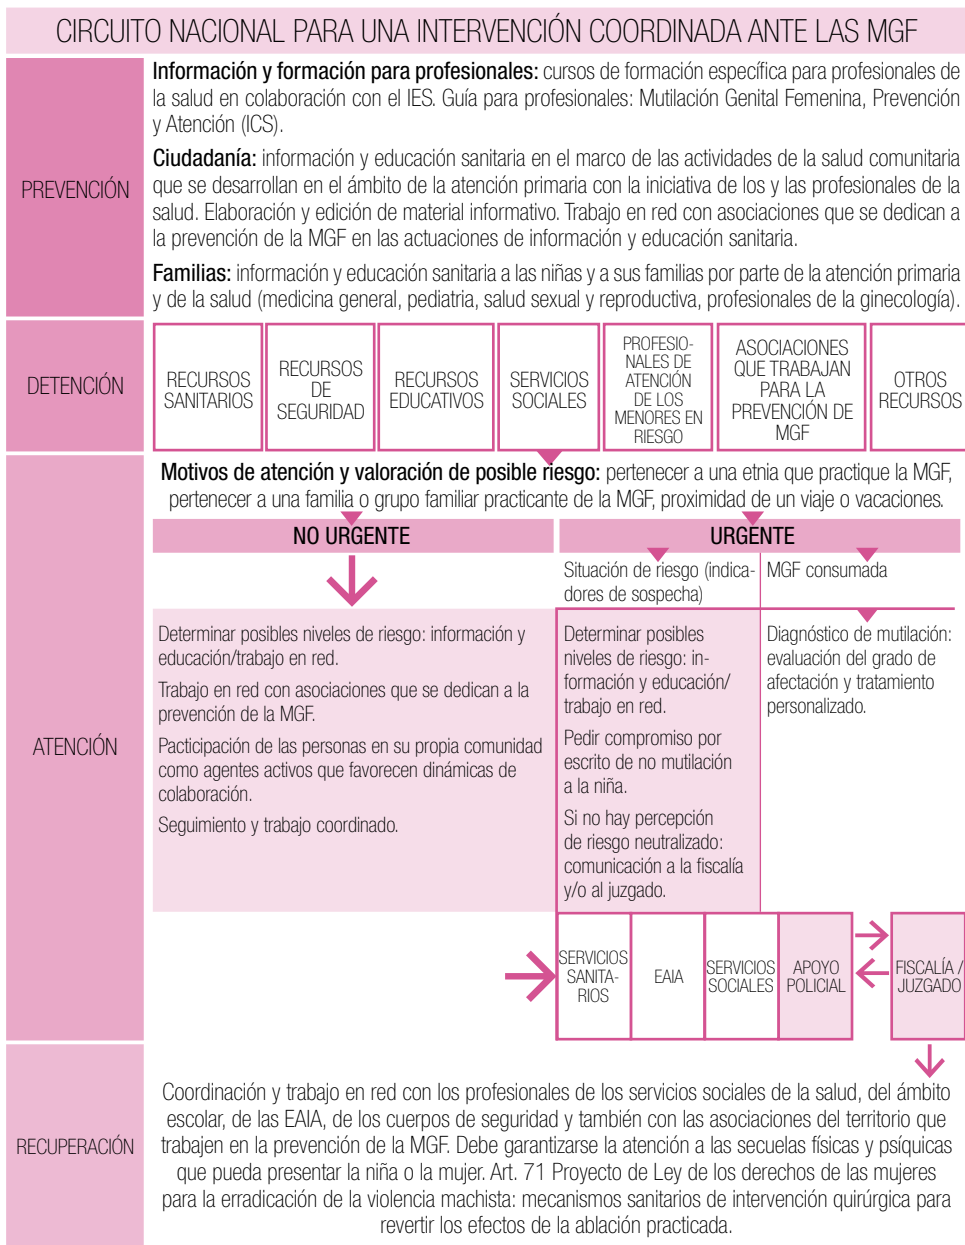 CIRCUITO NACIONAL PARA UNA INTERVENCIÓN COORDINADA ANTE LAS MGF
PREVENCIÓN
Información y formación para profesionales: cursos de formación específica para profesionales de
la salud en colaboración con el IES. Guía para profesionales: Mutilación Genital Femenina, Prevención
y Atención (ICS).
Ciudadanía: información y educación sanitaria en el marco de las actividades de la salud comunitaria
que se desarrollan en el ámbito de la atención primaria con la iniciativa de los y las profesionales de la
salud. Elaboración y edición de material informativo. Trabajo en red con asociaciones que se dedican a
la prevención de la MGF en las actuaciones de información y educación sanitaria.
Familias: información y educación sanitaria a las niñas y a sus familias por parte de la atención primaria
y de la salud (medicina general, pediatria, salud sexual y reproductiva, profesionales de la ginecología).
DETENCIÓN
RECURSOS
SANITARIOS
RECURSOS
DE
SEGURIDAD
RECURSOS
EDUCATIVOS
SERVICIOS
SOCIALES
PROFESIO-
NALES DE
ATENCIÓN
DE LOS
MENORES EN
RIESGO
ASOCIACIONES
QUE TRABAJAN
PARA LA
PREVENCIÓN DE
MGF
OTROS
RECURSOS
ATENCIÓN
Motivos de atención y valoración de posible riesgo: pertenecer a una etnia que practique la MGF,
pertenecer a una familia o grupo familiar practicante de la MGF, proximidad de un viaje o vacaciones.
NO URGENTE
Determinar posibles niveles de riesgo: información y
educación/trabajo en red.
Trabajo en red con asociaciones que se dedican a la
prevención de la MGF.
Pacticipación de las personas en su propia comunidad
como agentes activos que favorecen dinámicas de
colaboración.
Seguimiento y trabajo coordinado.
URGENTE
Situación de riesgo (indica-
dores de sospecha)
Determinar posibles
niveles de riesgo: in-
formación y educación/
trabajo en red.
Pedir compromiso por
escrito de no mutilación
a la niña.
Si no hay percepción
de riesgo neutralizado:
comunicación a la fiscalía
y/o al juzgado.
MGF consumada
Diagnóstico de mutilación:
evaluación del grado de
afectación y tratamiento
personalizado.
SERVICIOS
SANITA-
RIOS
EAIA
SERVICIOS
SOCIALES
APOYO
POLICIAL
FISCALÍA /
JUZGADO
RECUPERACIÓN
Coordinación y trabajo en red con los profesionales de los servicios sociales de la salud, del ámbito
escolar, de las EAIA, de los cuerpos de seguridad y también con las asociaciones del territorio que
trabajen en la prevención de la MGF. Debe garantizarse la atención a las secuelas físicas y psíquicas
que pueda presentar la niña o la mujer. Art. 71 Proyecto de Ley de los derechos de las mujeres
para la erradicación de la violencia machista: mecanismos sanitarios de intervención quirúrgica para
revertir los efectos de la ablación practicada.